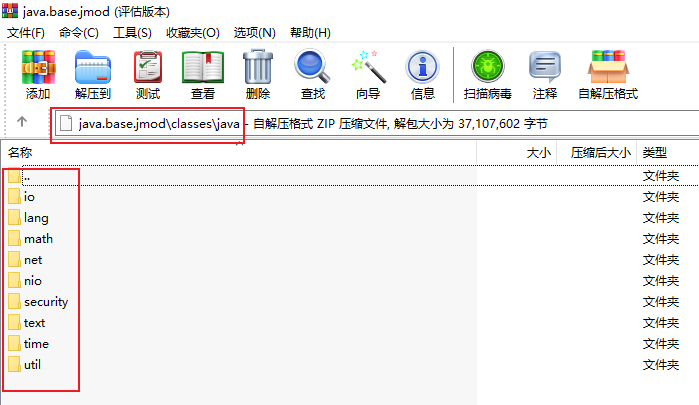 java.base.jmod (评估版本)
文件(F) 命令(C) 工具(S) 收藏夹(O) 选项(N) 帮助(H)
添加 解压到 测试 查看 删除 查找 向导 信息 扫描病毒 注释 自解压格式
java.base.jmod\classes\java - 自解压格式 ZIP 压缩文件, 解包大小为 37,107,602 字节
名称 大小 压缩后大小 类型
.. 文件夹
io 文件夹
lang 文件夹
math 文件夹
net 文件夹
nio 文件夹
security 文件夹
text 文件夹
time 文件夹
util 文件夹